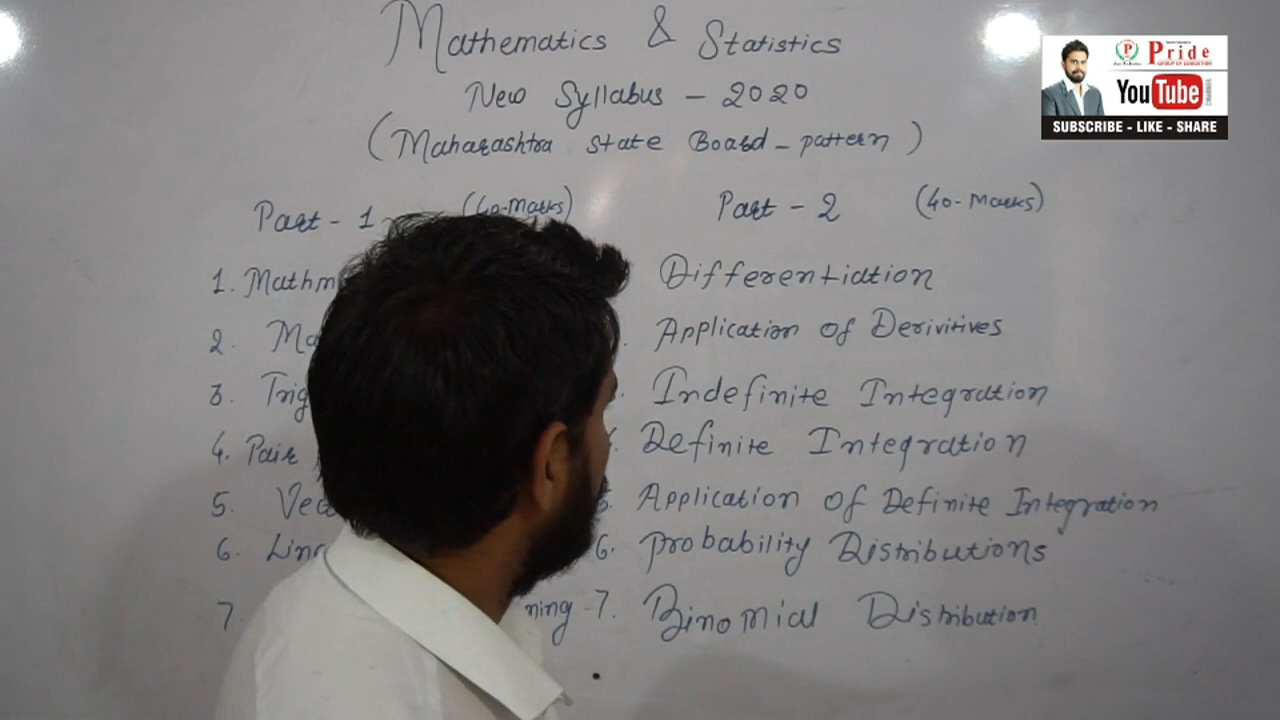 Mathematics & Statistics
New Syllabus - 2020
(Maharashtra State Board - pattern)
Part - 1 (40-Marks)
1. Mathm
2. Ma
3. Trig
4. Pair
5. Vec
6. Line
7. ning
Part - 2 (40-Marks)
Differentiation
Application of Derivitives
Indefinite Integration
Definite Integration
5. Application of Definite Integration
6. Probability Distributions
7. Binomial Distribution
Pride
GROUP OF EDUCATION
YouTube
SUBSCRIBE - LIKE - SHARE